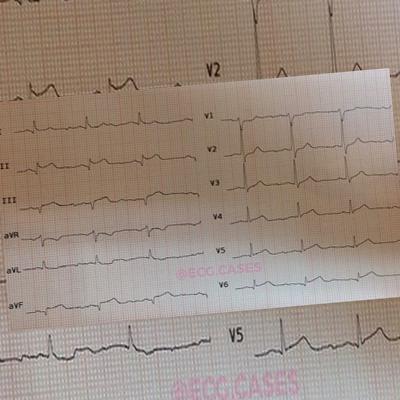 V2
I
II
III
aVR
aVL
aVF
V1
V2
V3
V4
V5
V6
@ECG.CASES
V5
@ECG.CASES